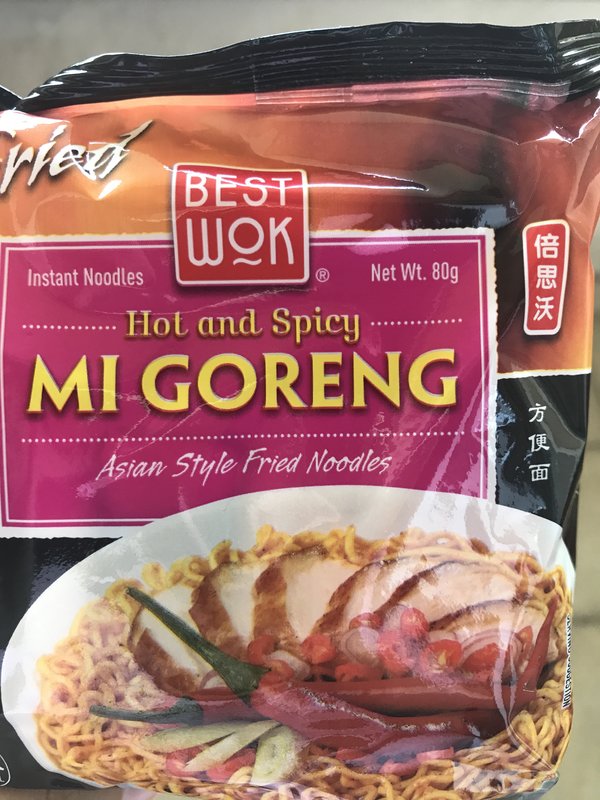 ried
BEST
WOK
®
Instant Noodles
Net Wt. 80g
Hot and Spicy
MI GORENG
Asian Style Fried Noodles
倍思沃
方便面